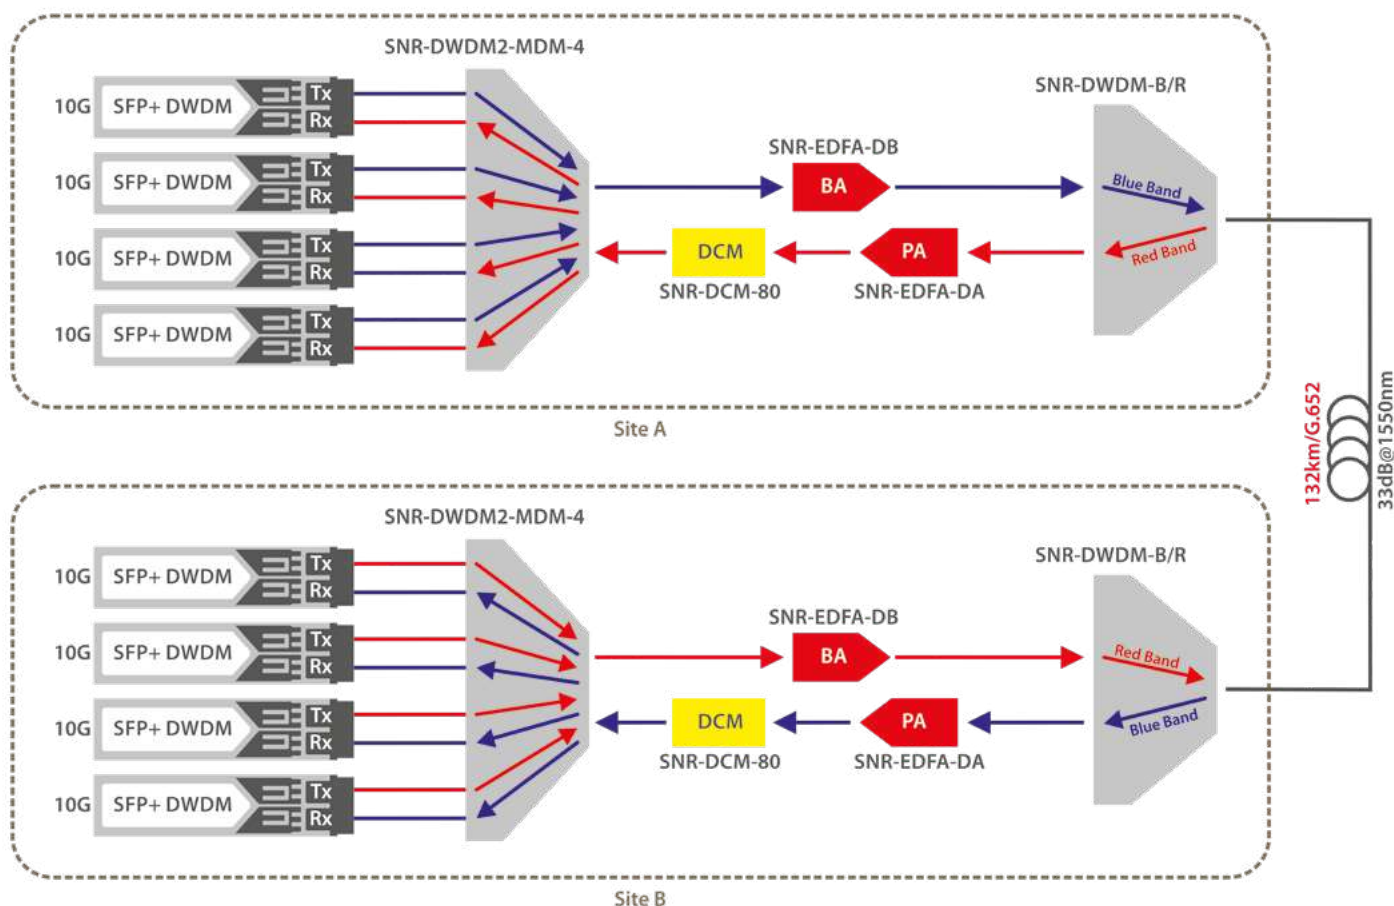 SNR-DWDM2-MDM-4
SNR-DWDM-B/R
10G SFP+ DWDM Tx
Rx
SNR-EDFA-DB
10G SFP+ DWDM Tx
Rx
BA
Blue Band
10G SFP+ DWDM Tx
Rx
DCM
PA
Red Band
SNR-DCM-80
SNR-EDFA-DA
10G SFP+ DWDM Tx
Rx
Site A
132km/G.652
33dB@1550nm
SNR-DWDM2-MDM-4
SNR-DWDM-B/R
10G SFP+ DWDM Tx
Rx
SNR-EDFA-DB
10G SFP+ DWDM Tx
Rx
BA
Red Band
10G SFP+ DWDM Tx
Rx
DCM
PA
Blue Band
SNR-DCM-80
SNR-EDFA-DA
10G SFP+ DWDM Tx
Rx
Site B